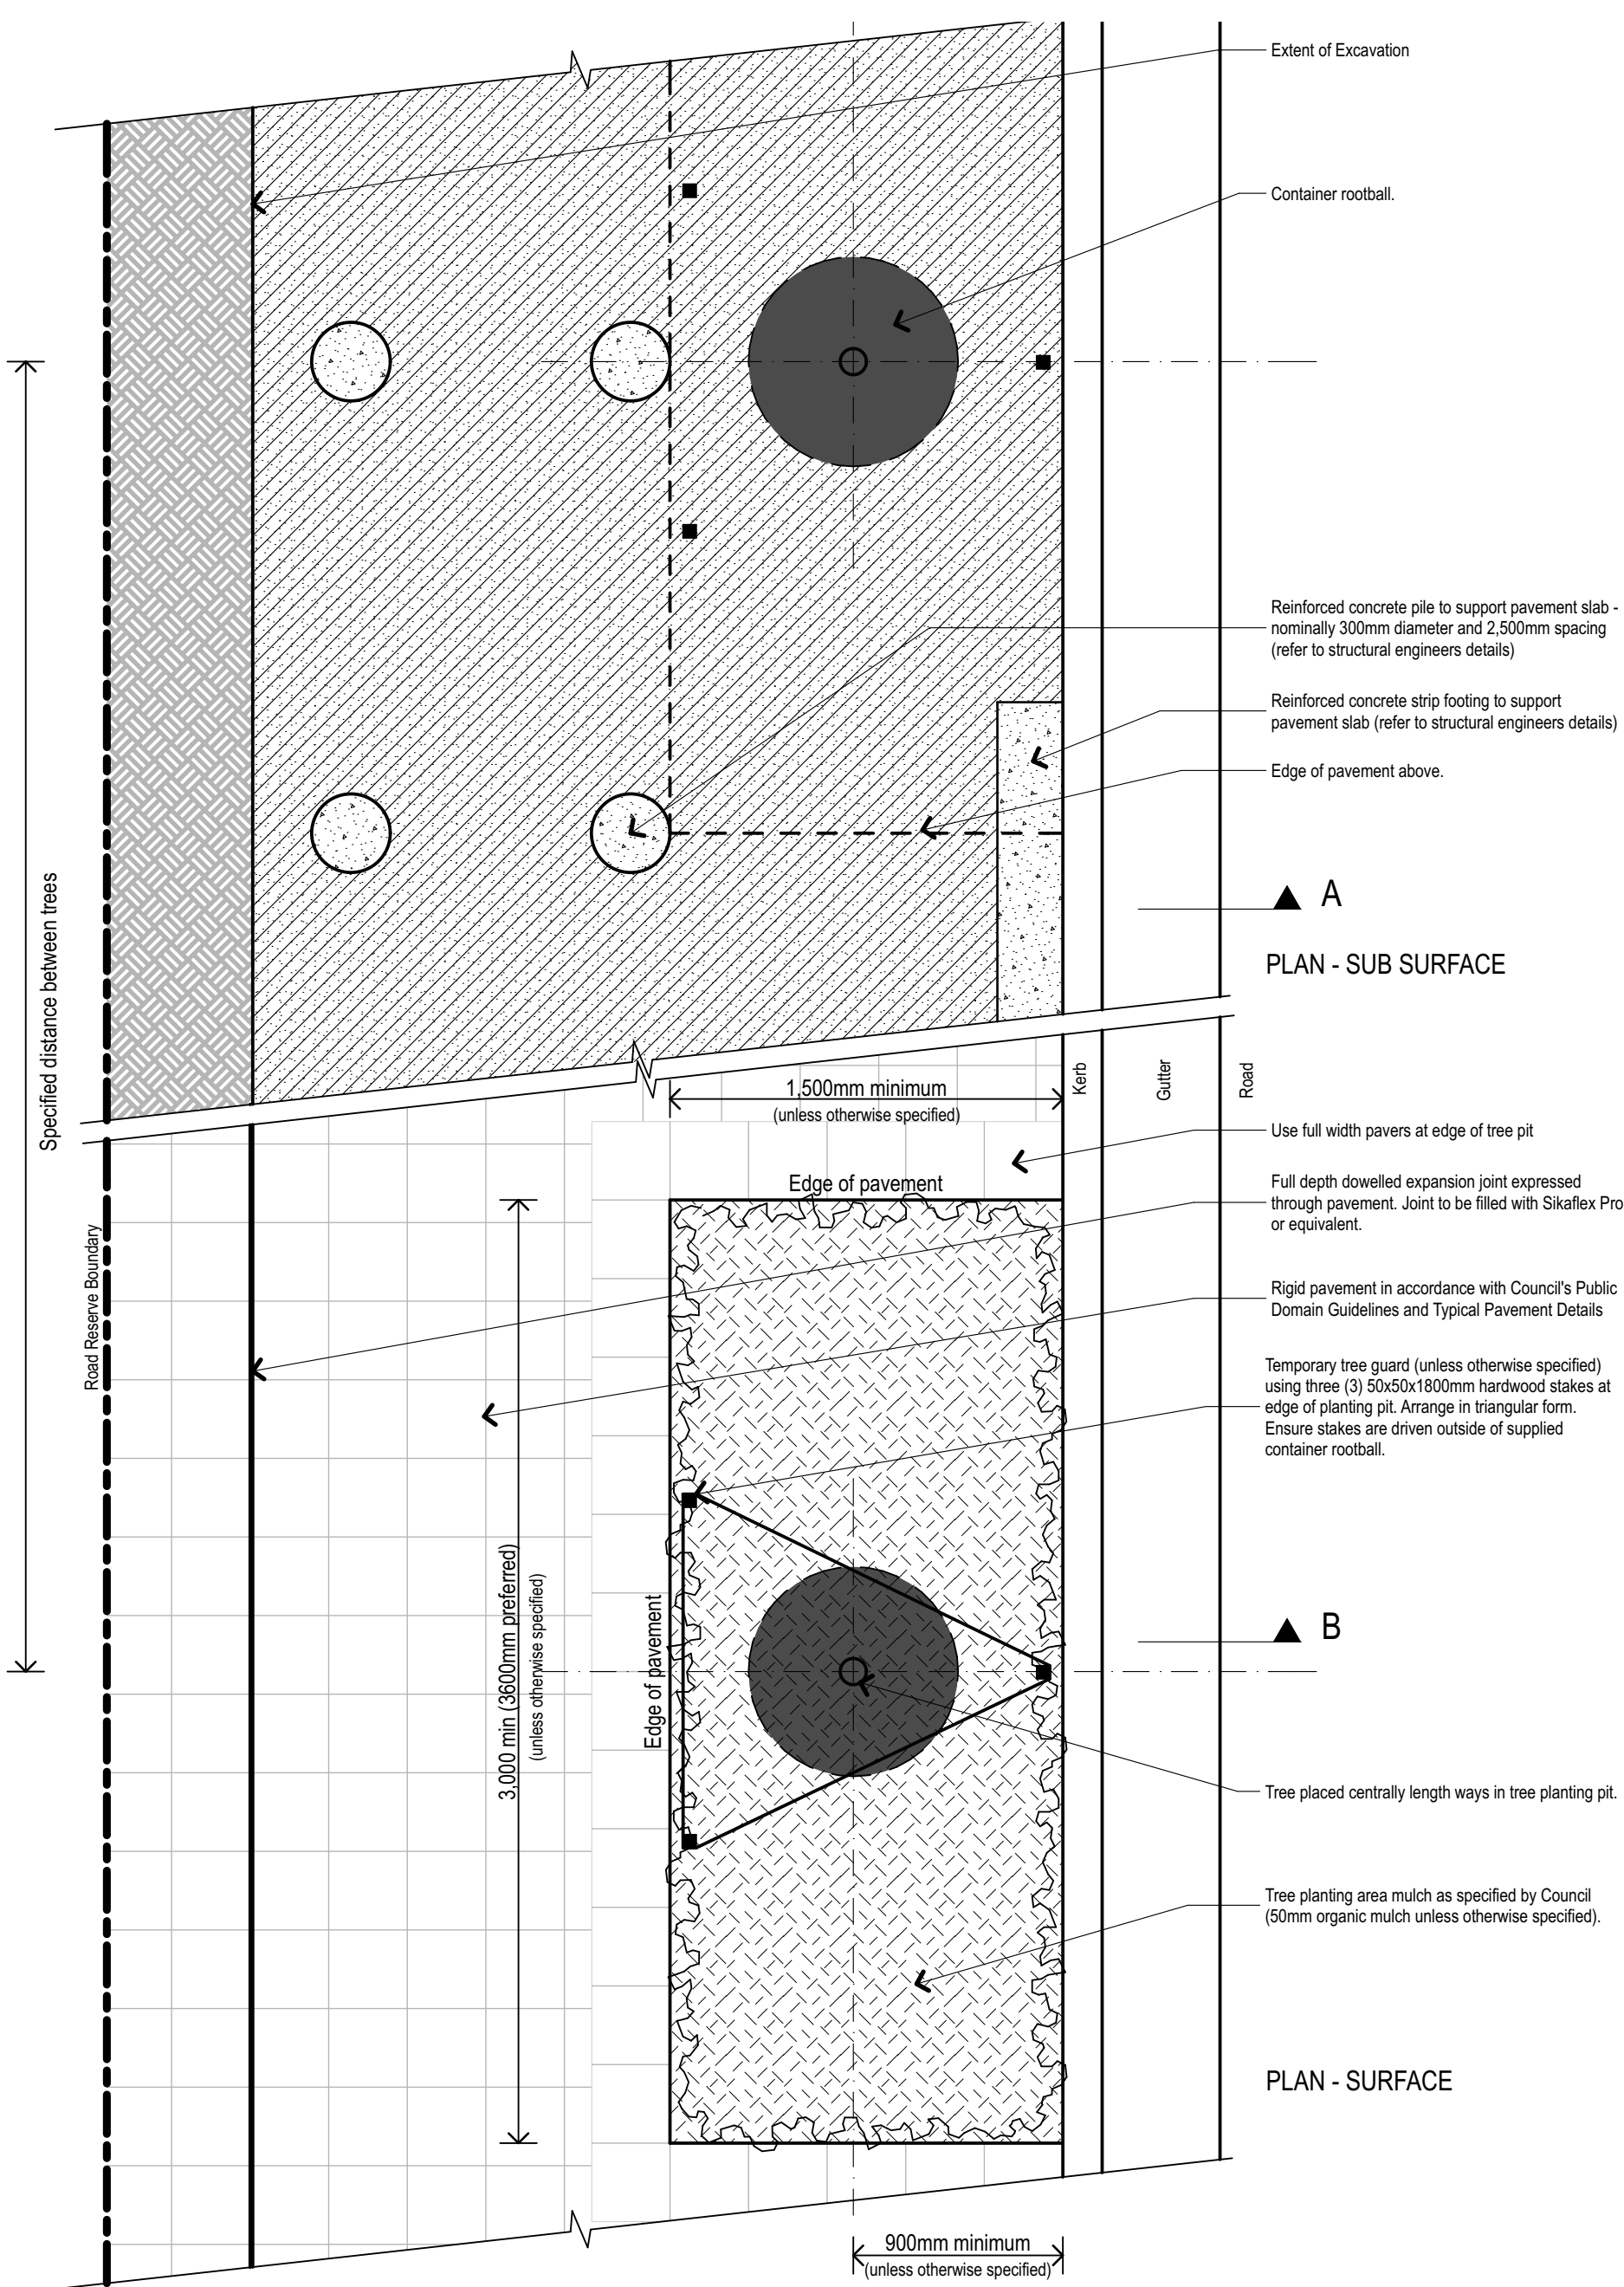 Extent of Excavation
Container rootball.
Reinforced concrete pile to support pavement slab -
nominally 300mm diameter and 2,500mm spacing
(refer to structural engineers details)
Reinforced concrete strip footing to support
pavement slab (refer to structural engineers details)
Edge of pavement above.
A
PLAN - SUB SURFACE
Specified distance between trees
Kerb
Gutter
Road
1,500mm minimum
(unless otherwise specified)
Use full width pavers at edge of tree pit
Edge of pavement
Full depth dowelled expansion joint expressed
through pavement. Joint to be filled with Sikaflex Pro
or equivalent.
Road Reserve Boundary
Rigid pavement in accordance with Council's Public
Domain Guidelines and Typical Pavement Details
Temporary tree guard (unless otherwise specified)
using three (3) 50x50x1800mm hardwood stakes at
edge of planting pit. Arrange in triangular form.
Ensure stakes are driven outside of supplied
container rootball.
3,000 min (3600mm preferred)
(unless otherwise specified)
Edge of pavement
B
Tree placed centrally length ways in tree planting pit.
Tree planting area mulch as specified by Council
(50mm organic mulch unless otherwise specified).
PLAN - SURFACE
900mm minimum
(unless otherwise specified)